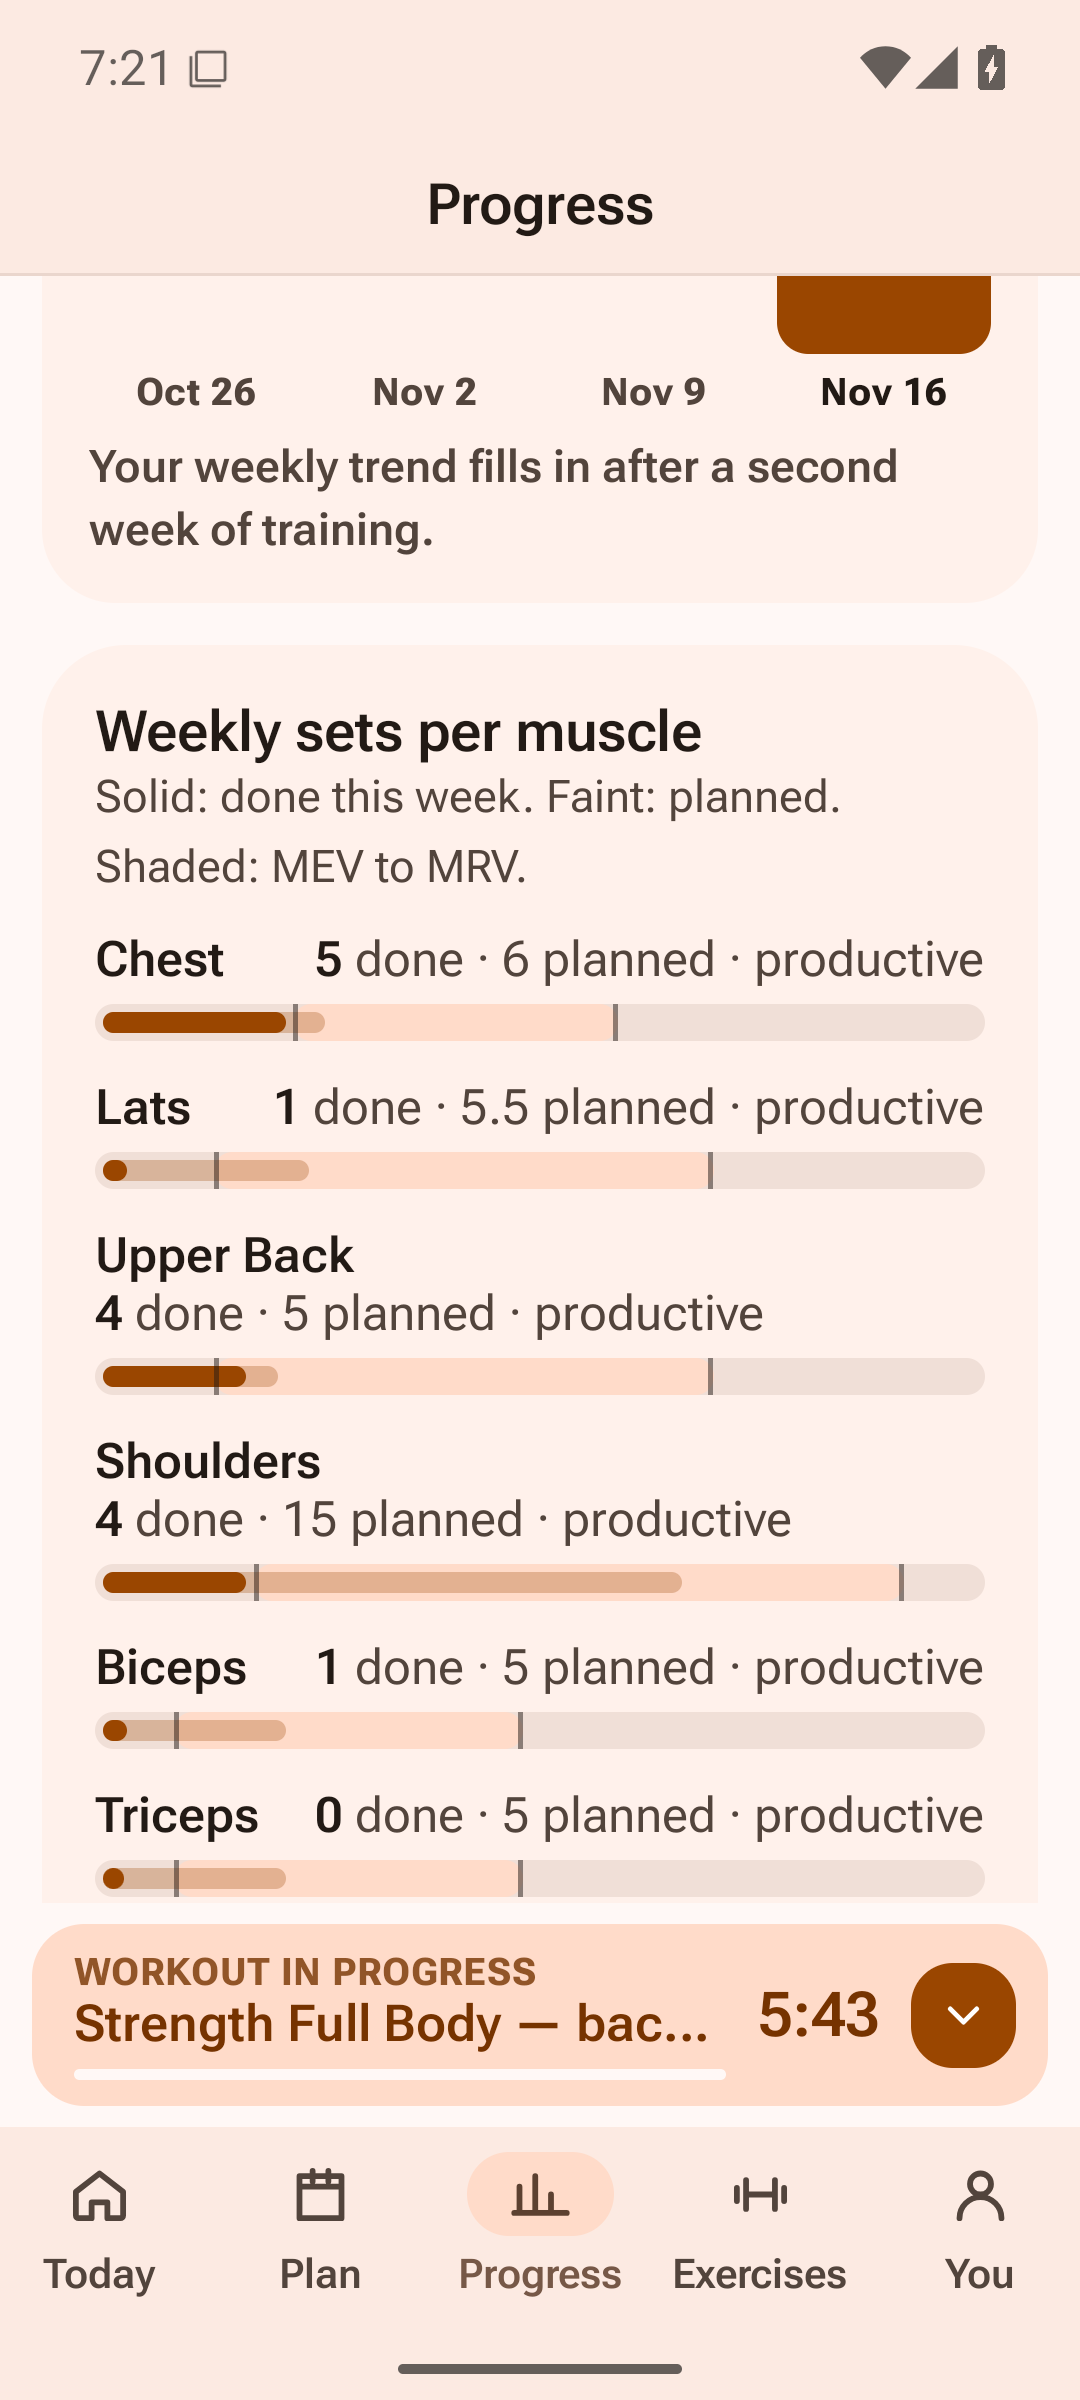 7:21
Progress
Oct 26 Nov 2 Nov 9 Nov 16
Your weekly trend fills in after a second
week of training.
Weekly sets per muscle
Solid: done this week. Faint: planned.
Shaded: MEV to MRV.
Chest 5 done · 6 planned · productive
Lats 1 done · 5.5 planned · productive
Upper Back
4 done · 5 planned · productive
Shoulders
4 done · 15 planned · productive
Biceps 1 done · 5 planned · productive
Triceps 0 done · 5 planned · productive
WORKOUT IN PROGRESS
Strength Full Body — bac...
5:43
Today Plan Progress Exercises You